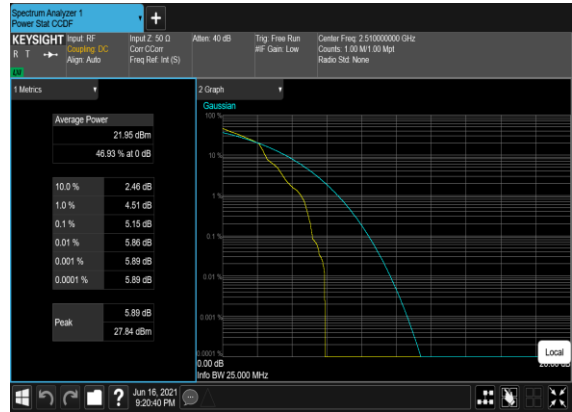 Spectrum Analyzer 1
Power Stat CCDF
KEYSIGHT
R T
Input: RF
Coupling: DC
Align: Auto
Input Z: 50 Ω
Corr CCorr
Freq Ref: Int (S)
Atten: 40 dB
Trig: Free Run
#IF Gain: Low
Center Freq: 2.510000000 GHz
Counts: 1.00 M/1.00 Mpt
Radio Std: None
1 Metrics
Average Power
21.95 dBm
46.93 % at 0 dB
10.0 % 2.46 dB
1.0 % 4.51 dB
0.1 % 5.15 dB
0.01 % 5.86 dB
0.001 % 5.89 dB
0.0001 % 5.89 dB
Peak
5.89 dB
27.84 dBm
2 Graph
Gaussian
100 %
10 %
1 %
0.1 %
0.01 %
0.001 %
0.0001 %
0.00 dB
Info BW 25.000 MHz
Local
Jun 16, 2021
9:20:40 PM